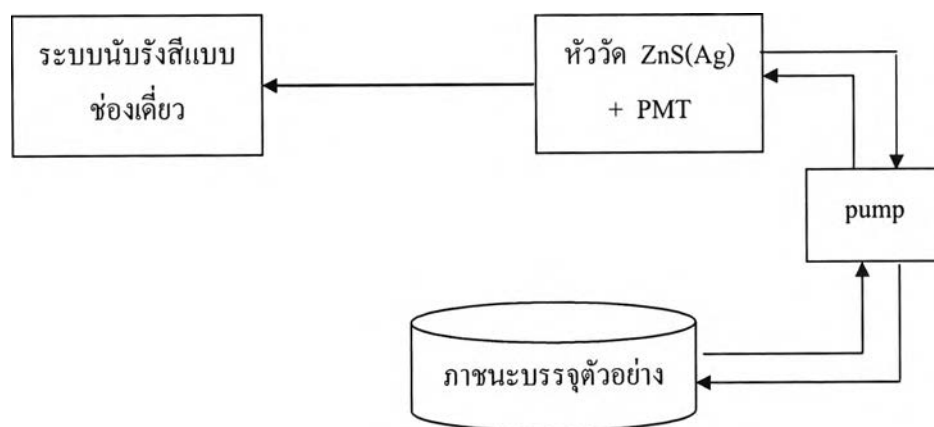 ระบบนับรังสีแบบ
ช่องเดี่ยว
หัววัด ZnS(Ag)
+ PMT
pump
ภาชนะบรรจุตัวอย่าง